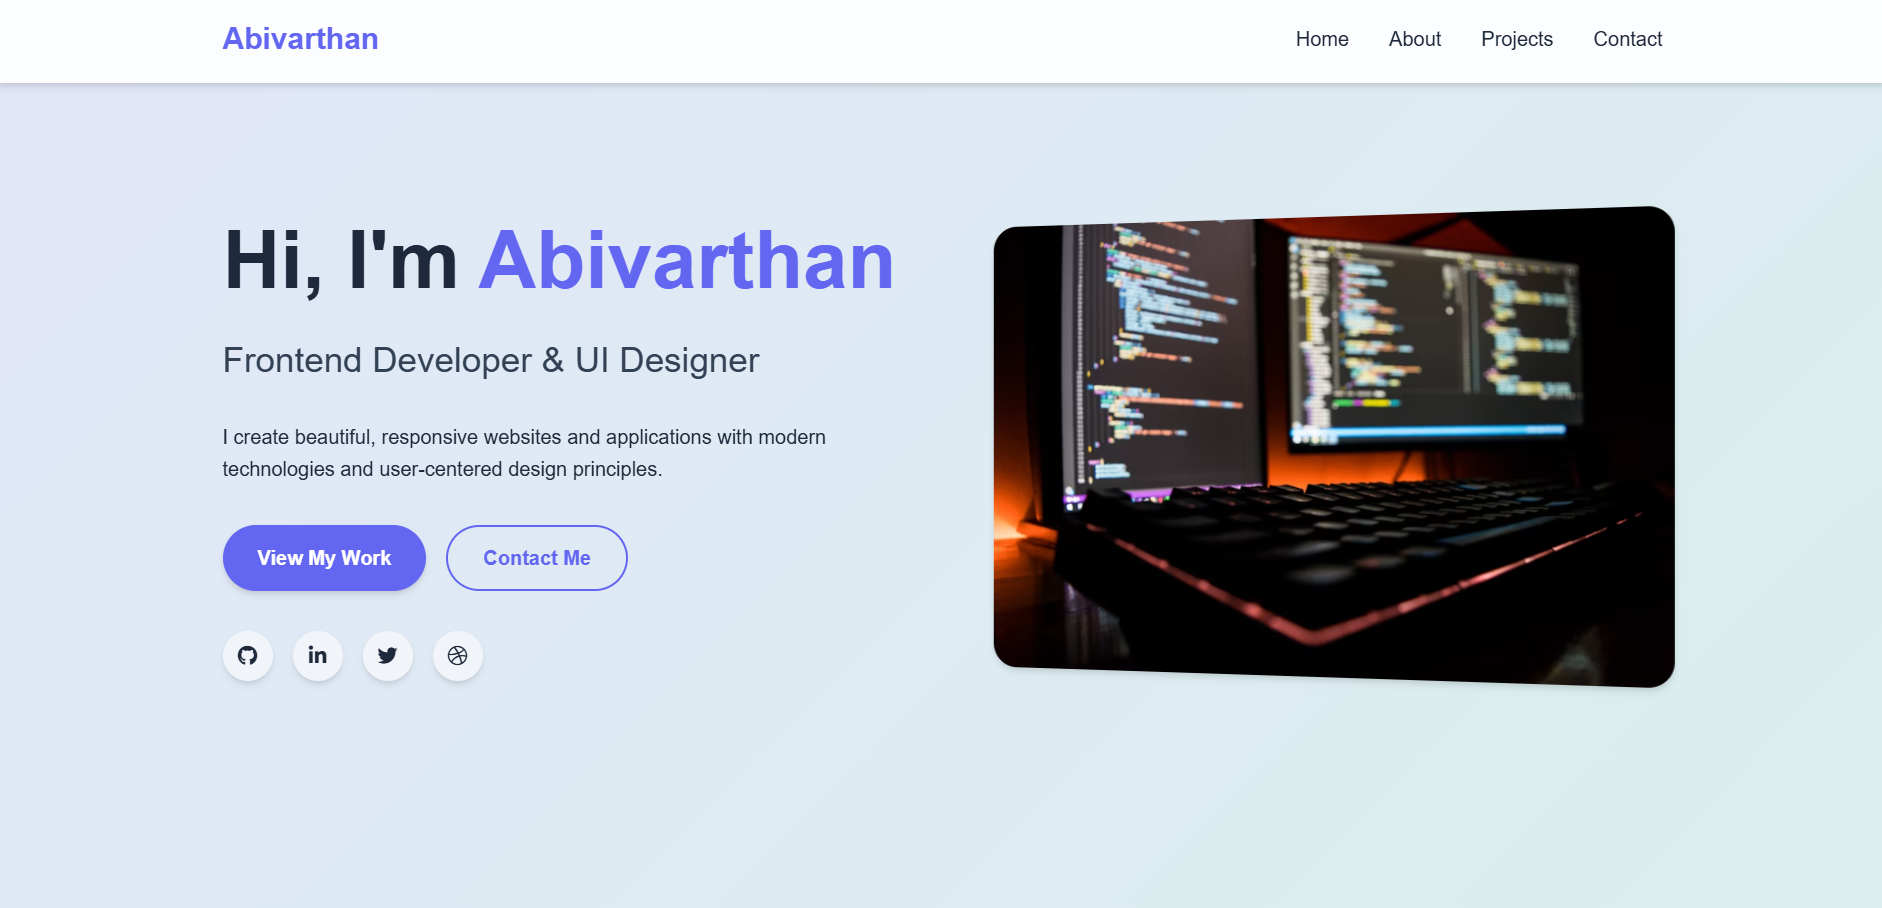 Abivarthan
Home About Projects Contact
Hi, I'm Abivarthan
Frontend Developer & UI Designer
I create beautiful, responsive websites and applications with modern
technologies and user-centered design principles.
View My Work Contact Me